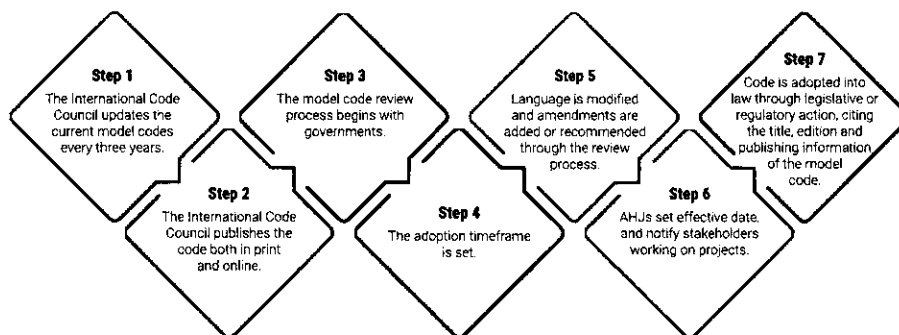 Step 1
The International Code
Council updates the
current model codes
every three years.
Step 2
The International Code
Council publishes the
code both in print
and online.
Step 3
The model code review
process begins with
governments.
Step 4
The adoption timeframe
is set.
Step 5
Language is modified
and amendments are
added or recommended
through the review
process.
Step 6
AHJs set effective date,
and notify stakeholders
working on projects.
Step 7
Code is adopted into
law through legislative or
regulatory action, citing
the title, edition and
publishing information
of the model
code.